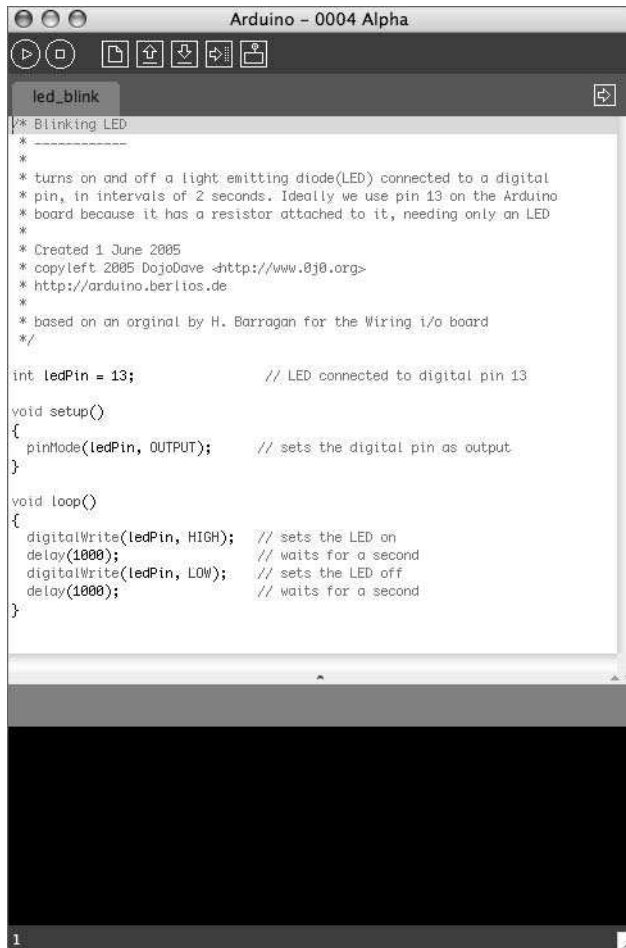 Arduino - 0004 Alpha
led_blink
/* Blinking LED
 * ------------
 *
 * turns on and off a light emitting diode(LED) connected to a digital
 * pin, in intervals of 2 seconds. Ideally we use pin 13 on the Arduino
 * board because it has a resistor attached to it, needing only an LED
 *
 * Created 1 June 2005
 * copyleft 2005 DojoDave <http://www.0j0.org>
 * http://arduino.berlios.de
 *
 * based on an orginal by H. Barragan for the Wiring i/o board
 */
int ledPin = 13;                // LED connected to digital pin 13
void setup()
{
  pinMode(ledPin, OUTPUT);      // sets the digital pin as output
}
void loop()
{
  digitalWrite(ledPin, HIGH);   // sets the LED on
  delay(1000);                  // waits for a second
  digitalWrite(ledPin, LOW);    // sets the LED off
  delay(1000);                  // waits for a second
}
1